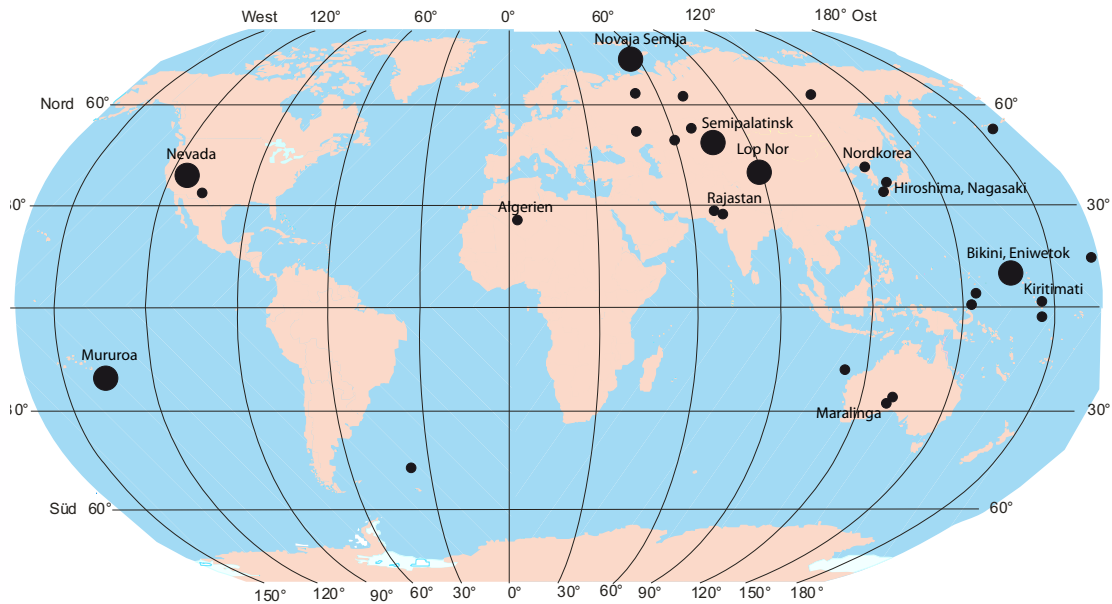 West 120° 60° 0° 60° 120° 180° Ost
Novaja Semlja
Nord 60° 60°
Semipalatinsk
Lop Nor
Nevada
Nordkorea
Hiroshima, Nagasaki
Rajastan
30° 30°
Algerien
Bikini, Eniwetok
Kiritimati
Mururoa
30° 30°
Maralinga
Süd 60° 60°
150° 120° 90° 60° 30° 0° 30° 60° 90° 120° 150° 180°